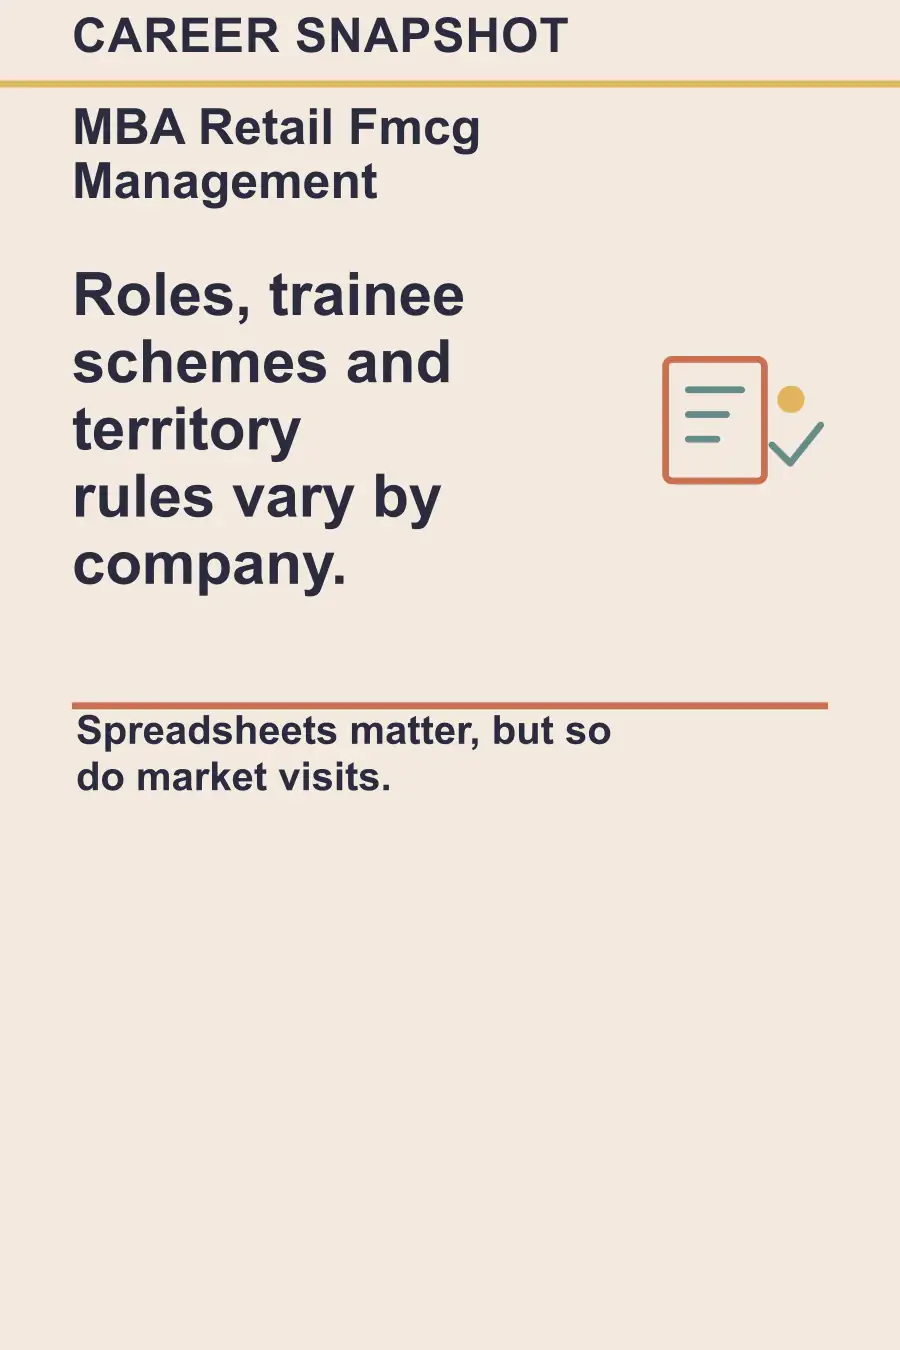 CAREER SNAPSHOT
MBA Retail Fmcg
Management
Roles, trainee
schemes and
territory
rules vary by
company.
Spreadsheets matter, but so
do market visits.